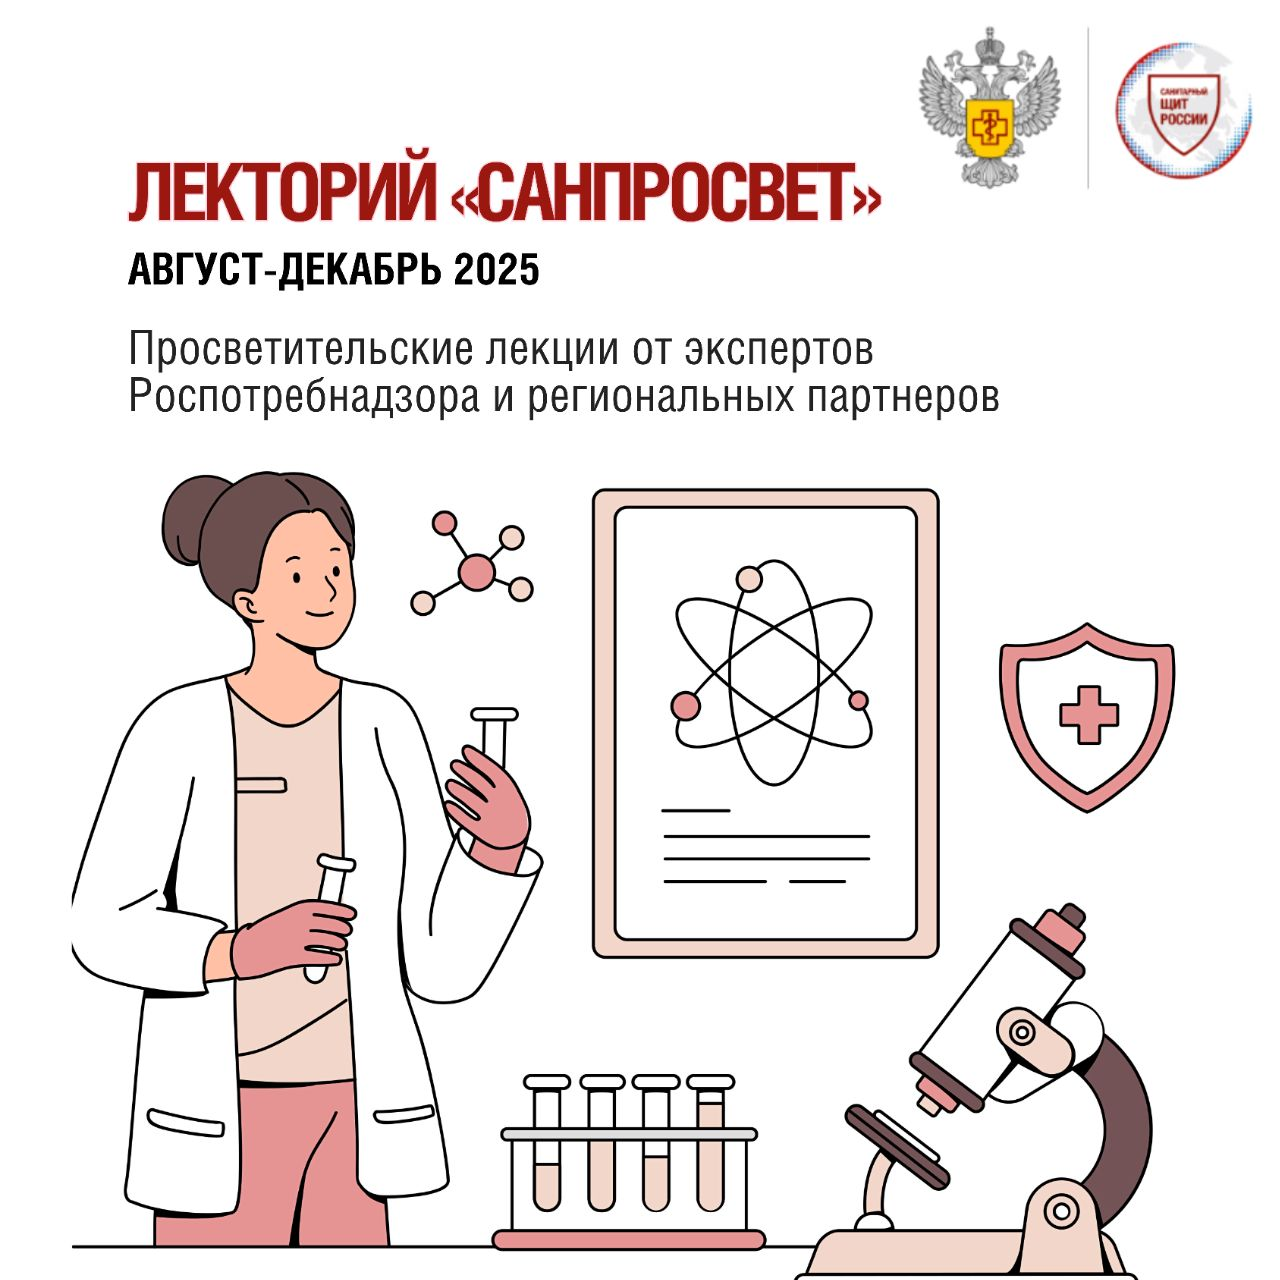 САНИТАРНЫЙ
ЩИТ
РОССИИ
ЛЕКТОРИЙ «САНПРОСВЕТ»
АВГУСТ-ДЕКАБРЬ 2025
Просветительские лекции от экспертов
Роспотребнадзора и региональных партнеров